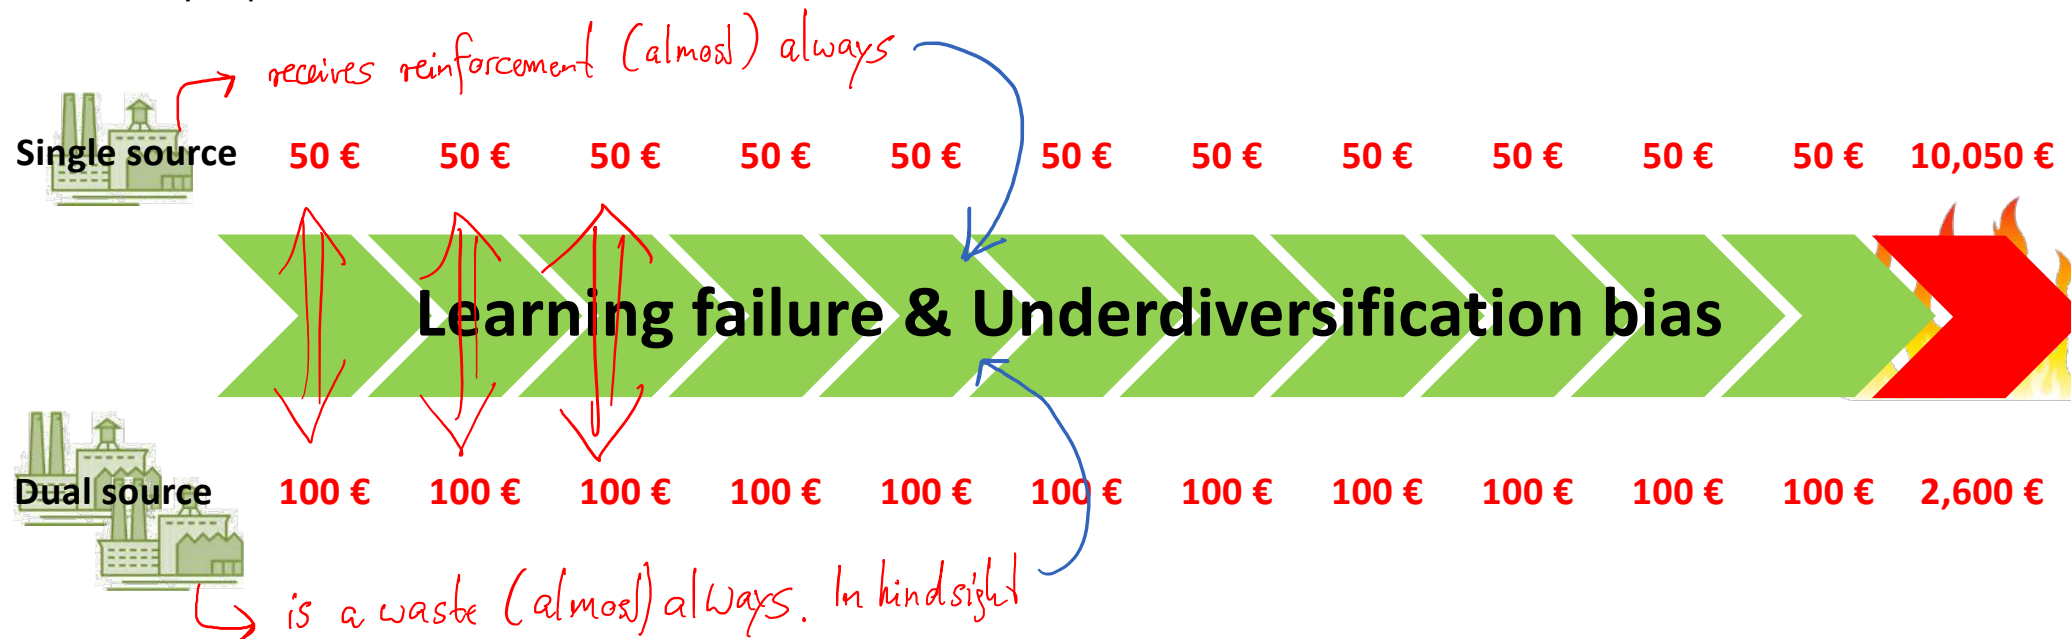 receives reinforcement (almost) always
Single source 50 € 50 € 50 € 50 € 50 € 50 € 50 € 50 € 50 € 50 € 50 € 10,050 €
Learning failure & Underdiversification bias
Dual source 100 € 100 € 100 € 100 € 100 € 100 € 100 € 100 € 100 € 100 € 100 € 2,600 €
is a waste (almost) always. In hindsight